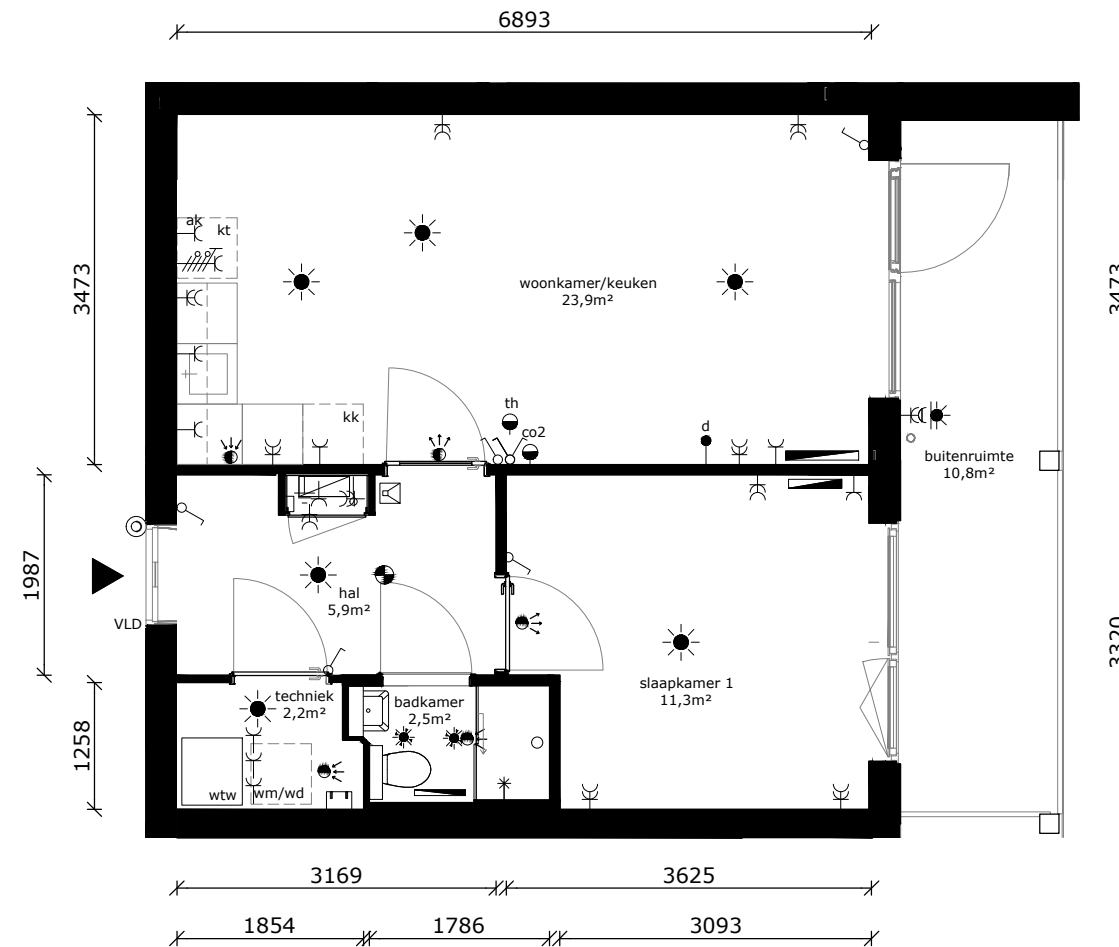 6893
ak
kt
3473
woonkamer/keuken
23,9m²
3473
kk
th
co2
d
buitenruimte
10,8m²
1987
hal
5,9m²
VLD
3320
slaapkamer 1
11,3m²
techniek
2,2m²
badkamer
2,5m²
1258
wtw
wm/wd
3169
3625
1854
1786
3093